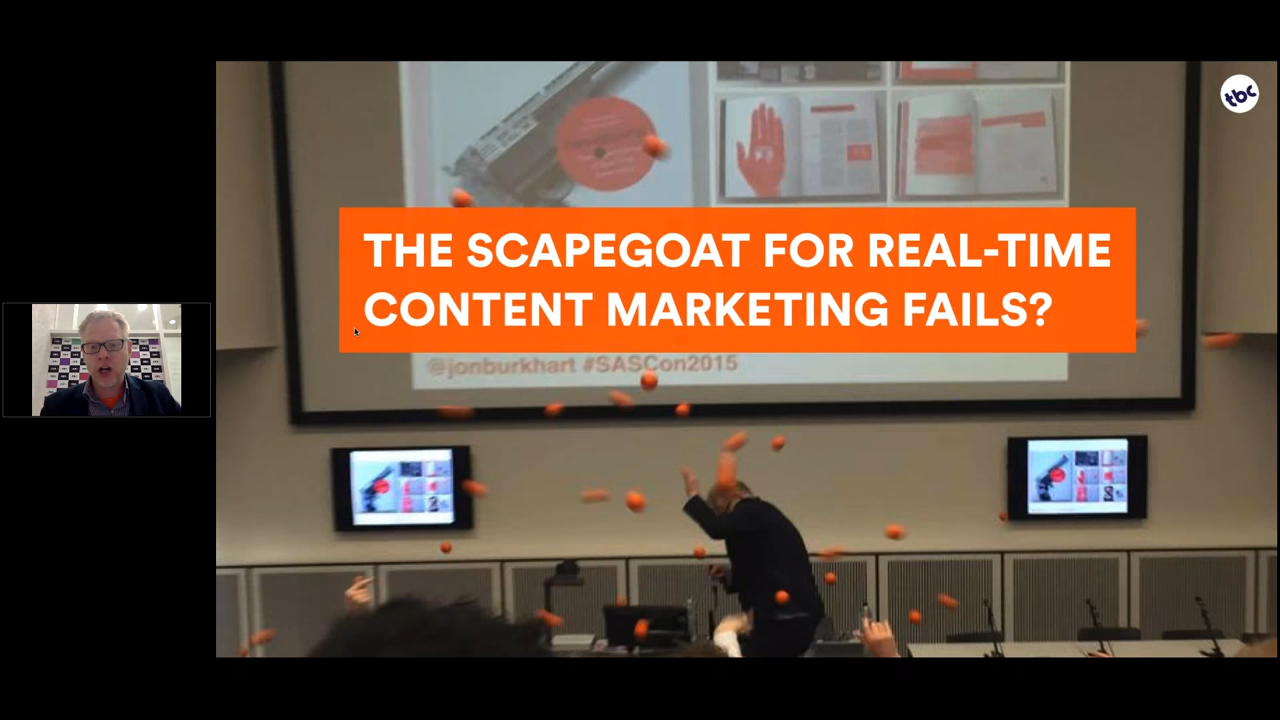 tbc
THE SCAPEGOAT FOR REAL-TIME
CONTENT MARKETING FAILS?
@jonburkhart #SASCon2015